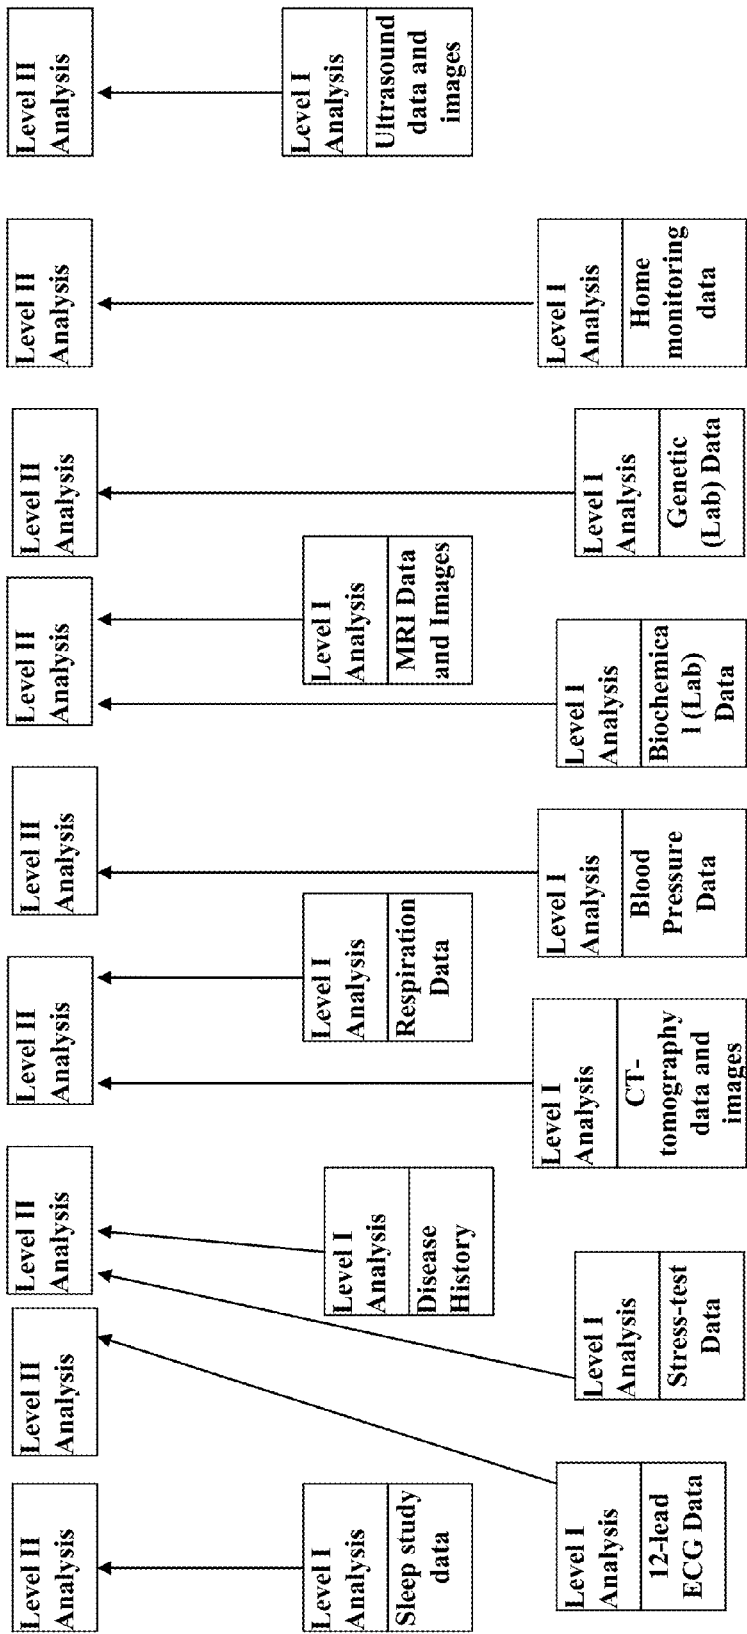 Level II
Analysis
Level II
Analysis
Level II
Analysis
Level II
Analysis
Level II
Analysis
Level II
Analysis
Level II
Analysis
Level II
Analysis
Level II
Analysis
Level I
Analysis
Sleep study
data
Level I
Analysis
Disease
History
Level I
Analysis
Respiration
Data
Level I
Analysis
MRI Data
and Images
Level I
Analysis
Ultrasound
data and
images
Level I
Analysis
12-lead
ECG Data
Level I
Analysis
Stress-test
Data
Level I
Analysis
CT-
tomography
data and
images
Level I
Analysis
Blood
Pressure
Data
Level I
Analysis
Biochemica
l (Lab)
Data
Level I
Analysis
Genetic
(Lab) Data
Level I
Analysis
Home
monitoring
data